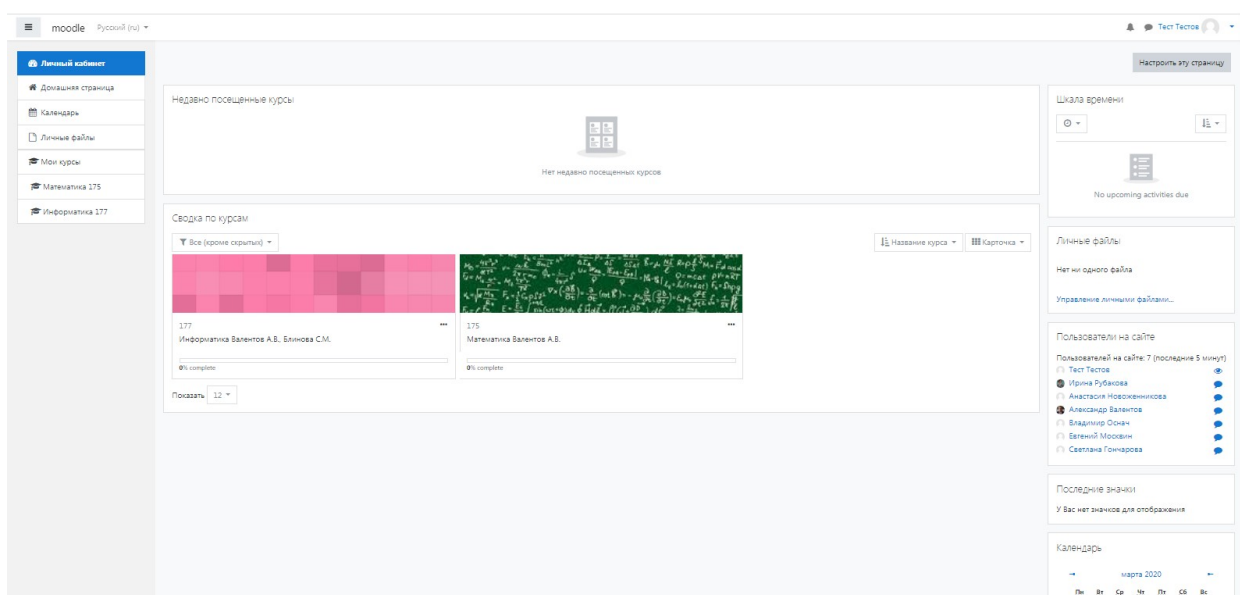 moodle Русский (ru)
Тест Тестов
Личный кабинет
Домашняя страница
Календарь
Личные файлы
Мои курсы
Математика 175
Информатика 177
Настроить эту страницу
Недавно посещенные курсы
Нет недавно посещенных курсов
Сводка по курсам
Все (кроме скрытых)
Название курса
Карточка
177
Информатика Валентов А.В., Блинова С.М.
0% complete
175
Математика Валентов А.В.
0% complete
Показать 12
Шкала времени
No upcoming activities due
Личные файлы
Нет ни одного файла
Управление личными файлами...
Пользователи на сайте
Пользователей на сайте: 7 (последние 5 минут)
Тест Тестов
Ирина Рубакова
Анастасия Новоженникова
Александр Валентов
Владимир Оснач
Евгений Москвин
Светлана Гончарова
Последние значки
У Вас нет значков для отображения
Календарь
марта 2020
Пн Вт Ср Чт Пт Сб Вс